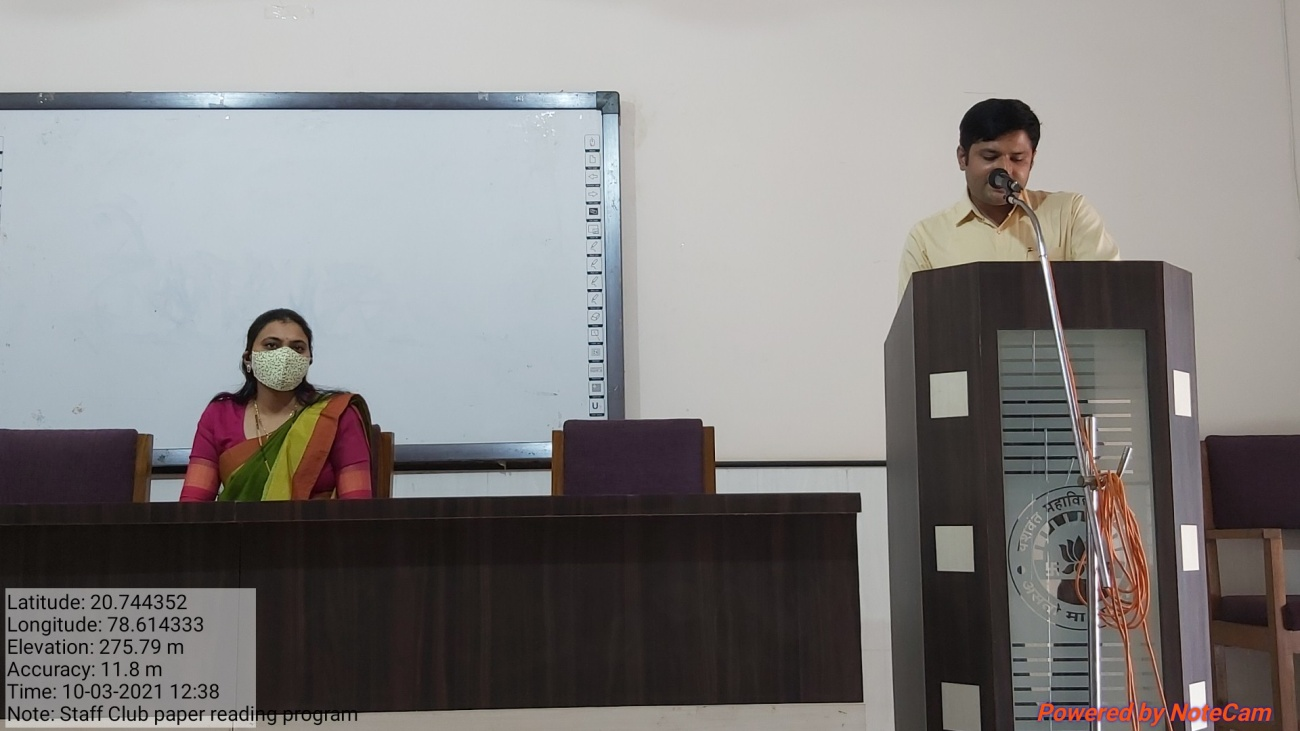 Latitude: 20.744352
Longitude: 78.614333
Elevation: 275.79 m
Accuracy: 11.8 m
Time: 10-03-2021 12:38
Note: Staff Club paper reading program
यशवंत
Powered by NoteCam